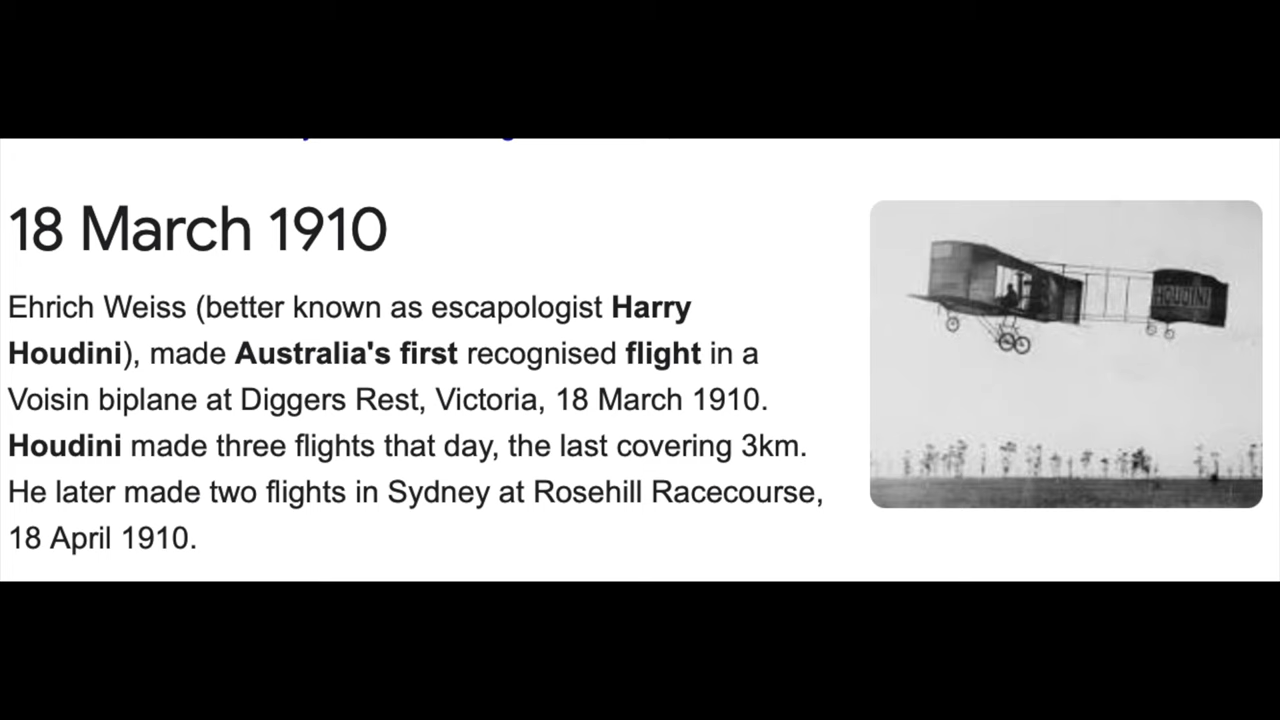 18 March 1910
Ehrich Weiss (better known as escapologist Harry
Houdini), made Australia's first recognised flight in a
Voisin biplane at Diggers Rest, Victoria, 18 March 1910.
Houdini made three flights that day, the last covering 3km.
He later made two flights in Sydney at Rosehill Racecourse,
18 April 1910.
HOUDINI